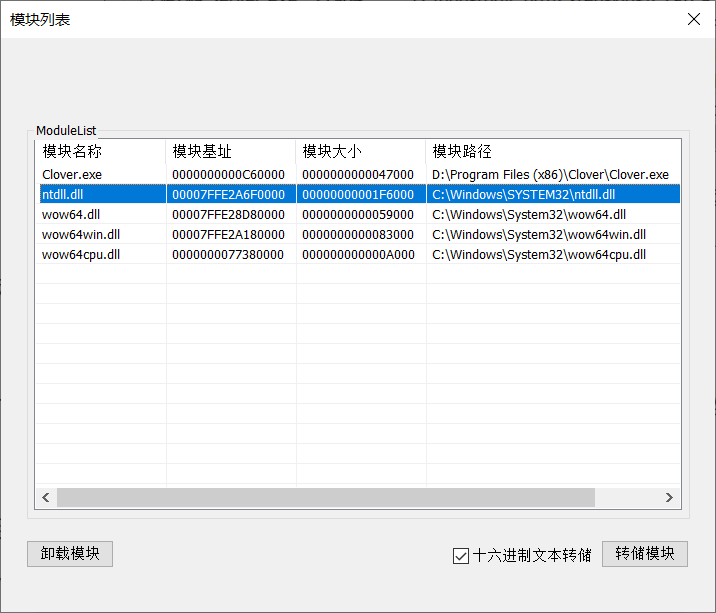 模块列表
ModuleList
模块名称 模块基址 模块大小 模块路径
Clover.exe 0000000000C60000 0000000000047000 D:\Program Files (x86)\Clover\Clover.exe
ntdll.dll 00007FFE2A6F0000 00000000001F6000 C:\Windows\SYSTEM32\ntdll.dll
wow64.dll 00007FFE28D80000 0000000000059000 C:\Windows\System32\wow64.dll
wow64win.dll 00007FFE2A180000 0000000000083000 C:\Windows\System32\wow64win.dll
wow64cpu.dll 0000000077380000 000000000000A000 C:\Windows\System32\wow64cpu.dll
卸载模块 十六进制文本转储 转储模块